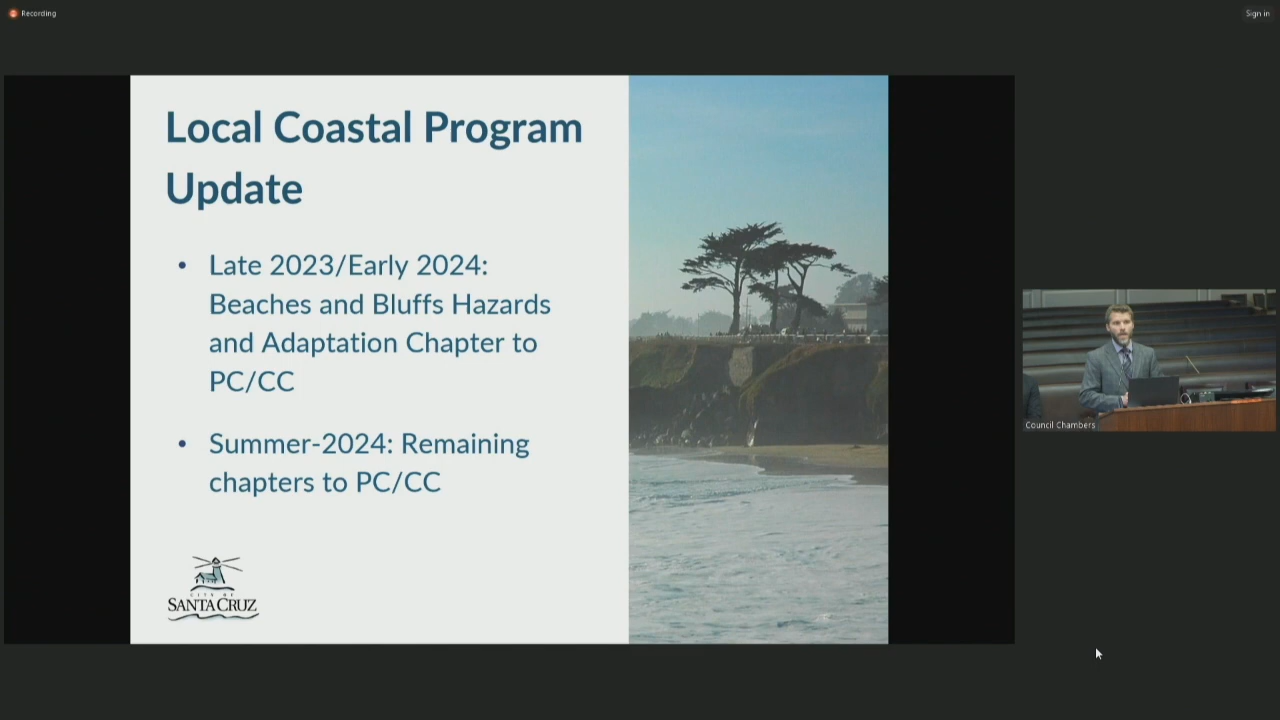 Recording
Sign in
Local Coastal Program
Update
• Late 2023/Early 2024:
Beaches and Bluffs Hazards
and Adaptation Chapter to
PC/CC
• Summer-2024: Remaining
chapters to PC/CC
CITY OF
SANTA CRUZ
Council Chambers